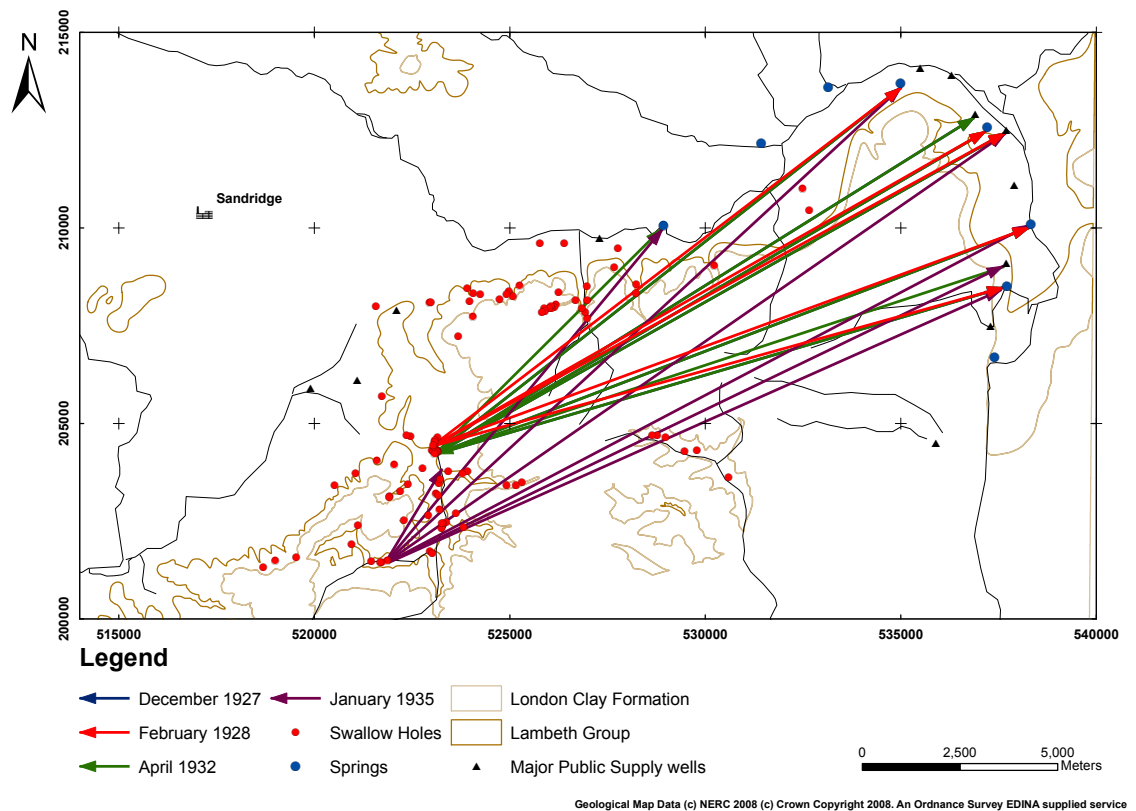 N
215000
210000
205000
200000
Sandridge
515000 520000 525000 530000 535000 540000
Legend
December 1927
February 1928
April 1932
January 1935
Swallow Holes
Springs
London Clay Formation
Lambeth Group
Major Public Supply wells
0 2,500 5,000
Meters
Geological Map Data (c) NERC 2008 (c) Crown Copyright 2008. An Ordnance Survey EDINA supplied service